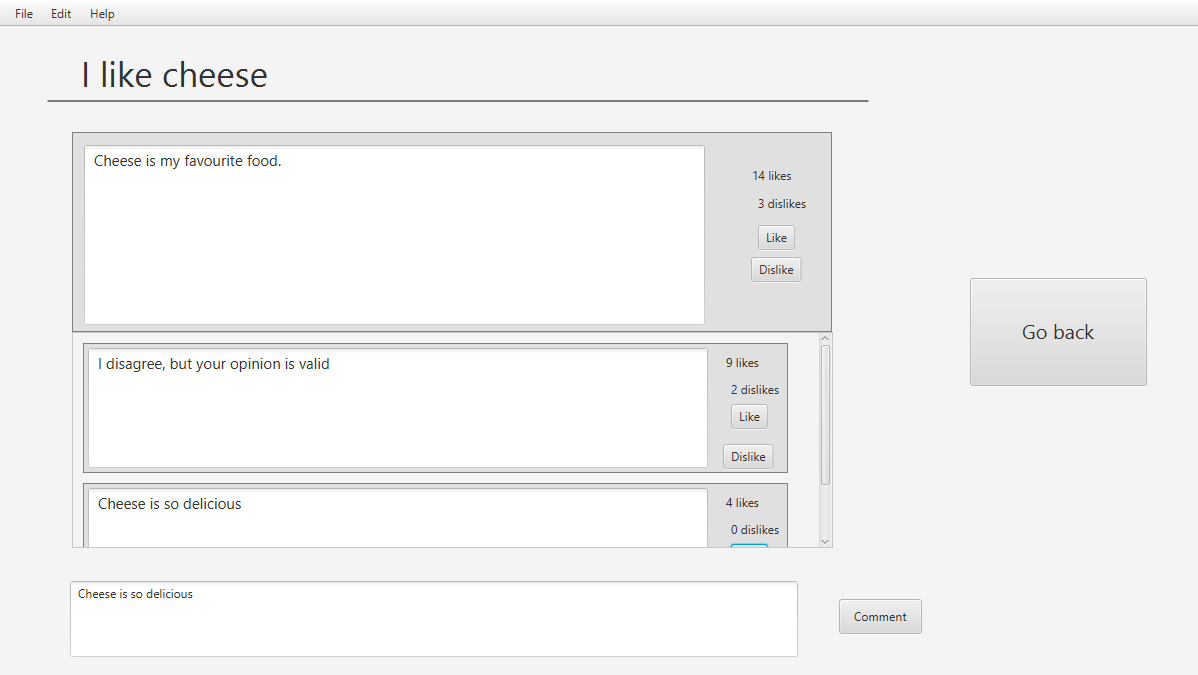 File Edit Help
I like cheese
Cheese is my favourite food.
14 likes
3 dislikes
Like
Dislike
Go back
I disagree, but your opinion is valid
9 likes
2 dislikes
Like
Dislike
Cheese is so delicious
4 likes
0 dislikes
Cheese is so delicious
Comment